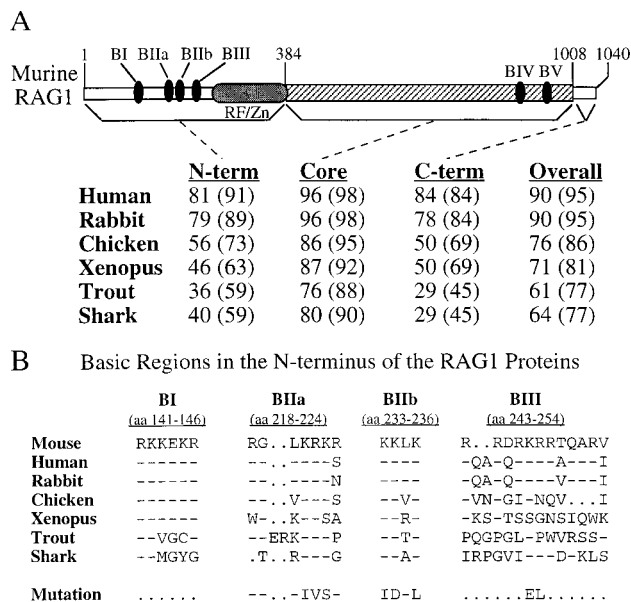 A
1 384 1008 1040
BI BIIa BIIb BIII BIV BV
Murine
RAG1
RF/Zn
N-term Core C-term Overall
Human 81 (91) 96 (98) 84 (84) 90 (95)
Rabbit 79 (89) 96 (98) 78 (84) 90 (95)
Chicken 56 (73) 86 (95) 50 (69) 76 (86)
Xenopus 46 (63) 87 (92) 50 (69) 71 (81)
Trout 36 (59) 76 (88) 29 (45) 61 (77)
Shark 40 (59) 80 (90) 29 (45) 64 (77)
B Basic Regions in the N-terminus of the RAG1 Proteins
BI BIIa BIIb BIII
(aa 141-146) (aa 218-224) (aa 233-236) (aa 243-254)
Mouse RKKEKR RG..LKRKR KKLK R..RDRKRRTQARV
Human ------ --..----S ---- -QA-Q----A---I
Rabbit ------ --..----N ---- -QA-Q----V---I
Chicken ------ --..V---S --V- -VN-GI-NQV...I
Xenopus ------ W-..K--SA --R- -KS-TSSGNSIQWK
Trout --VGC- --ERK---P --T- PQGPGL-PWVRSS-
Shark --MGYG .T..R---G --A- IRPGVI---D-KLS
Mutation ...... --..-IVS- ID-L ......EL......